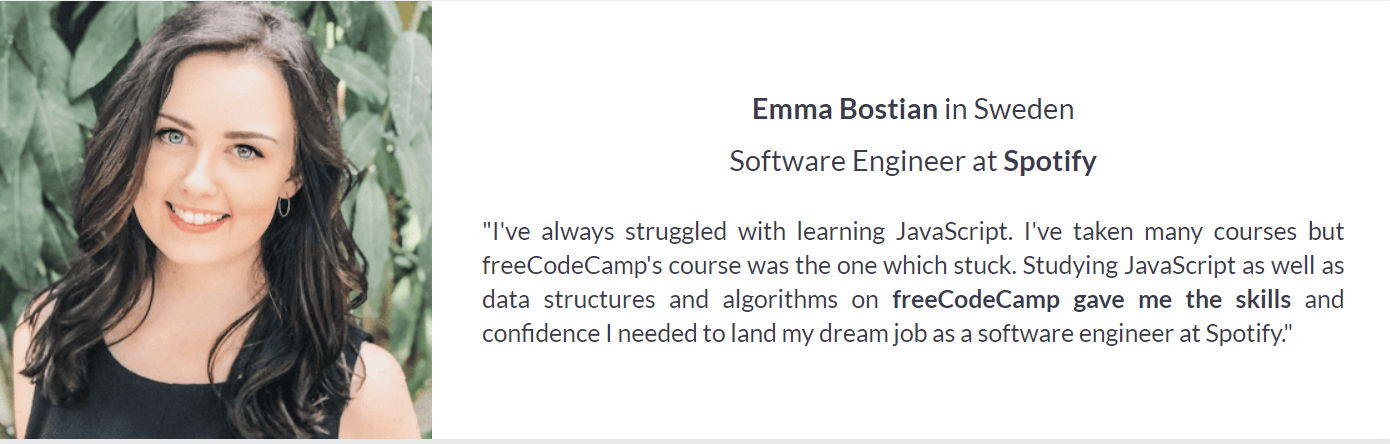 Emma Bostian in Sweden
Software Engineer at Spotify
"I've always struggled with learning JavaScript. I've taken many courses but
freeCodeCamp's course was the one which stuck. Studying JavaScript as well as
data structures and algorithms on freeCodeCamp gave me the skills and
confidence I needed to land my dream job as a software engineer at Spotify."